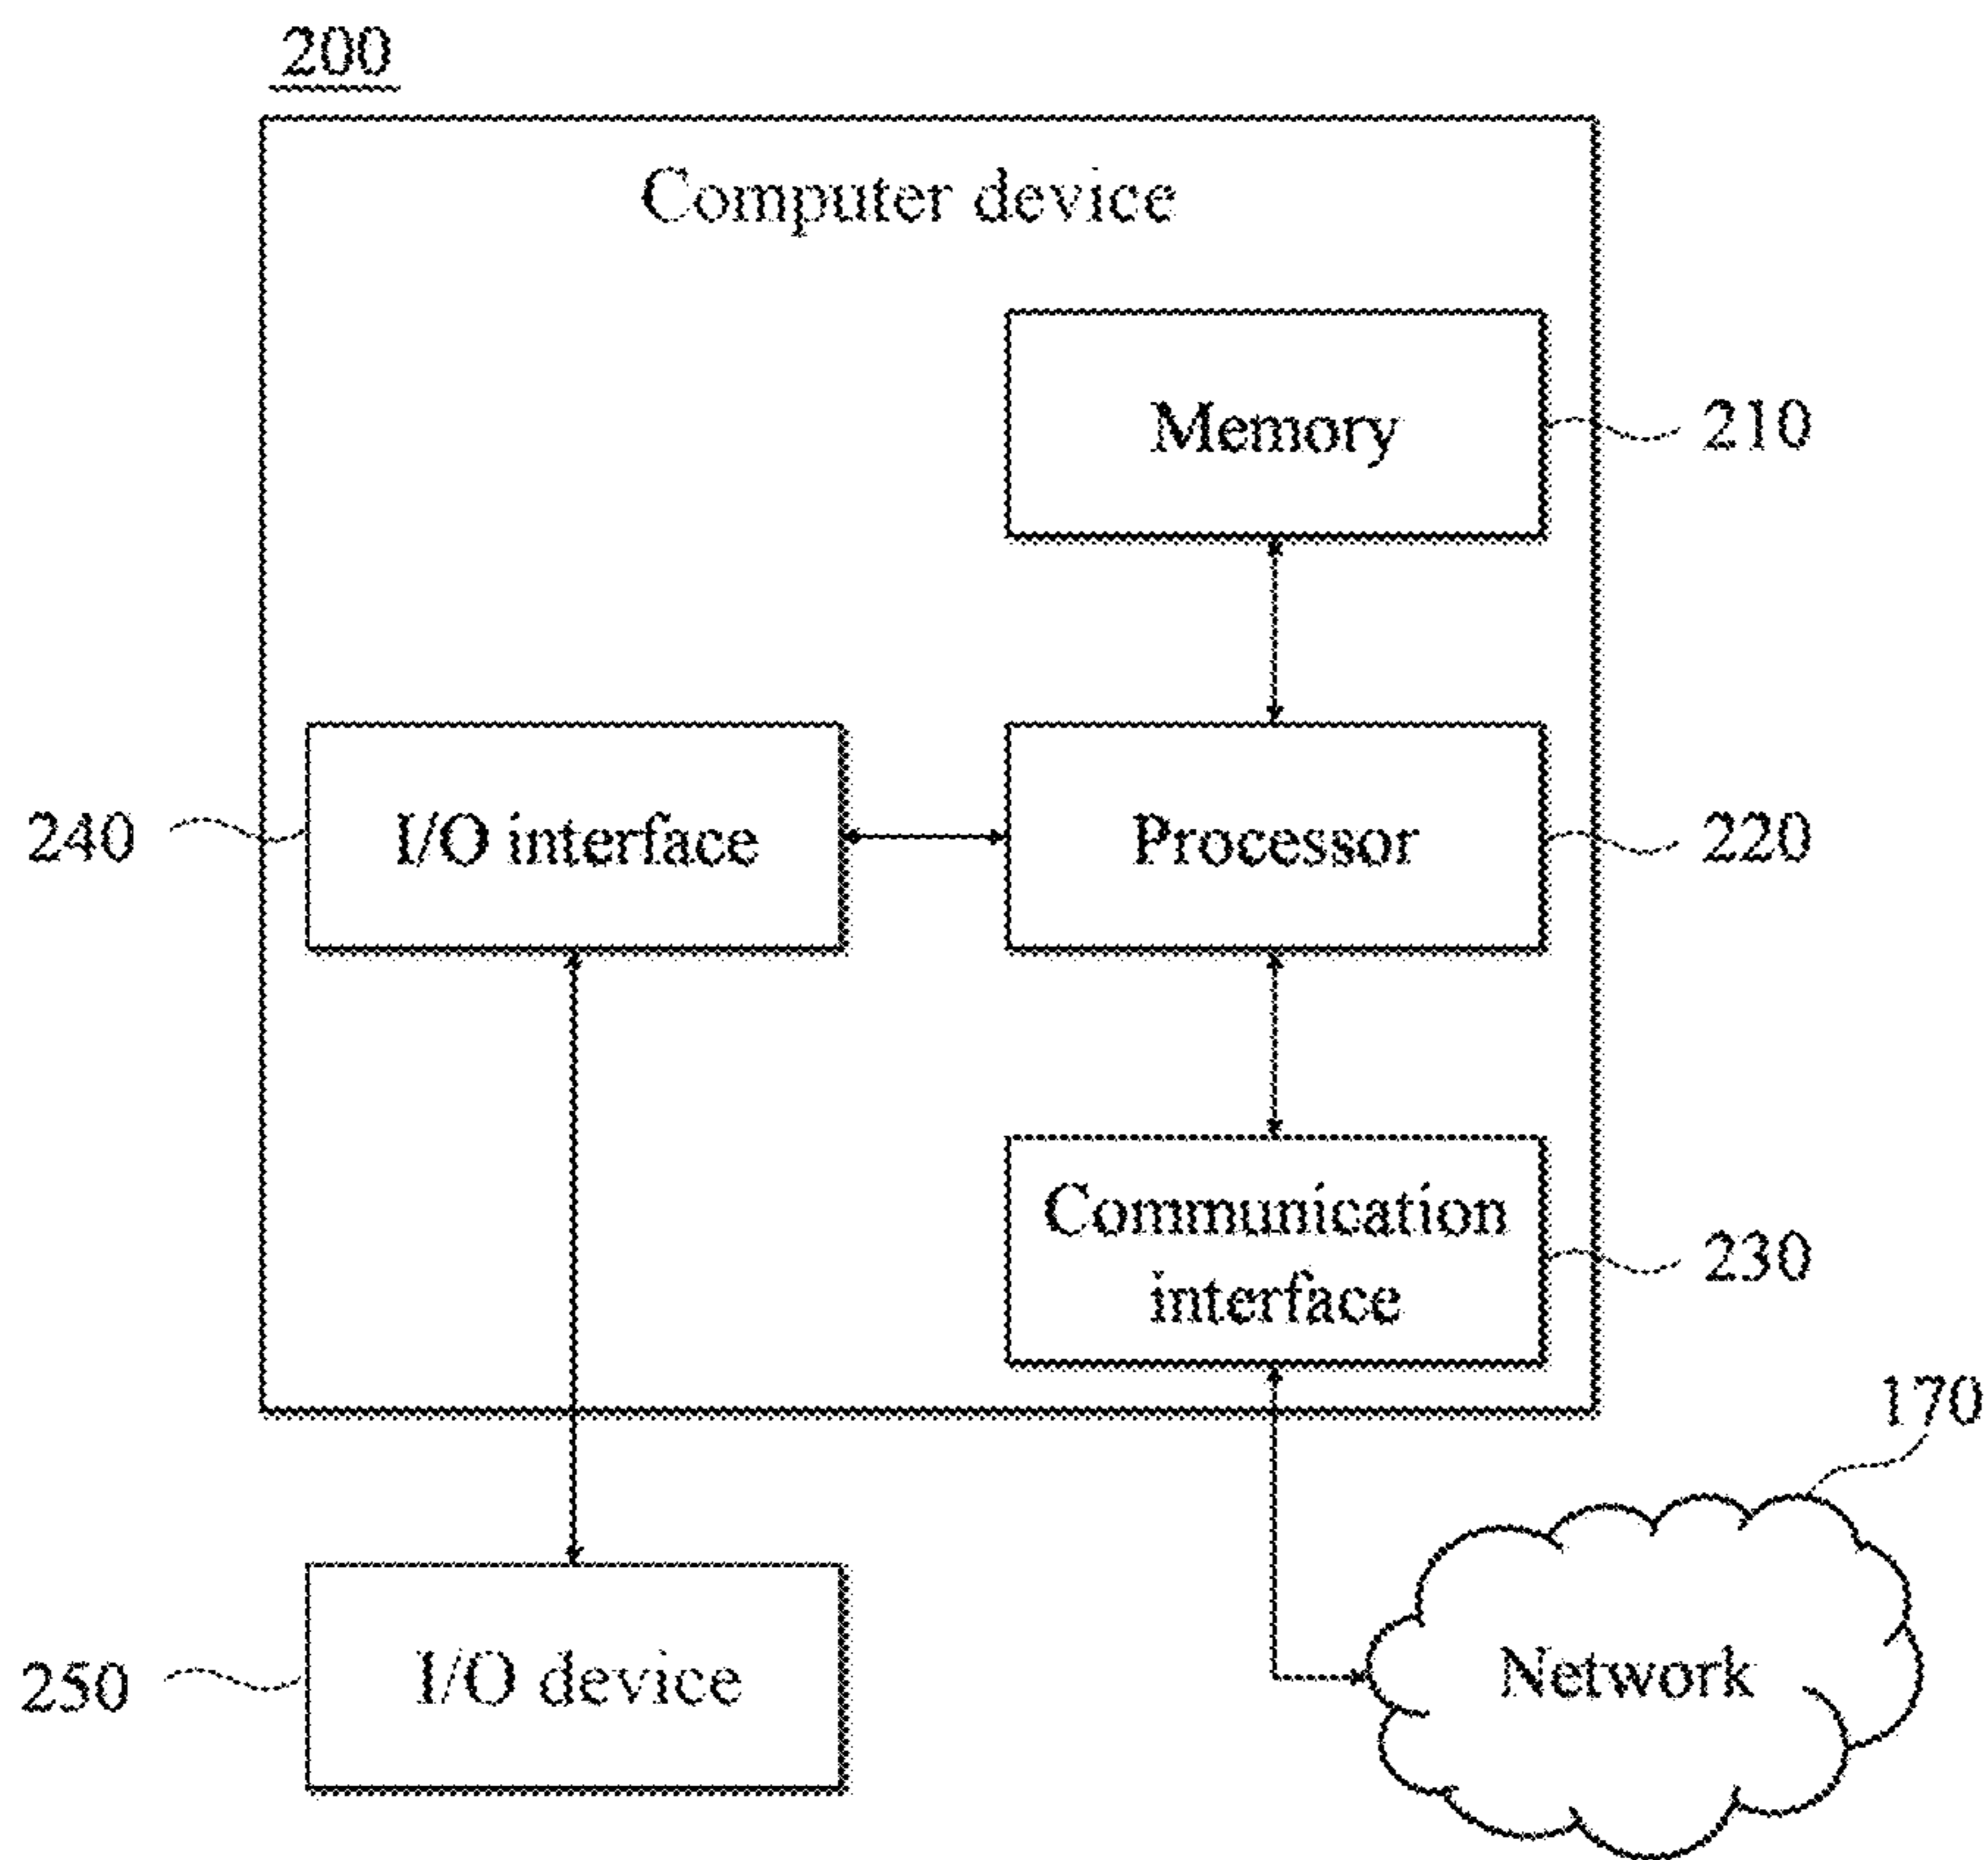 200
Computer device
Memory
210
240
I/O interface
Processor
220
Communication
interface
230
170
250
I/O device
Network